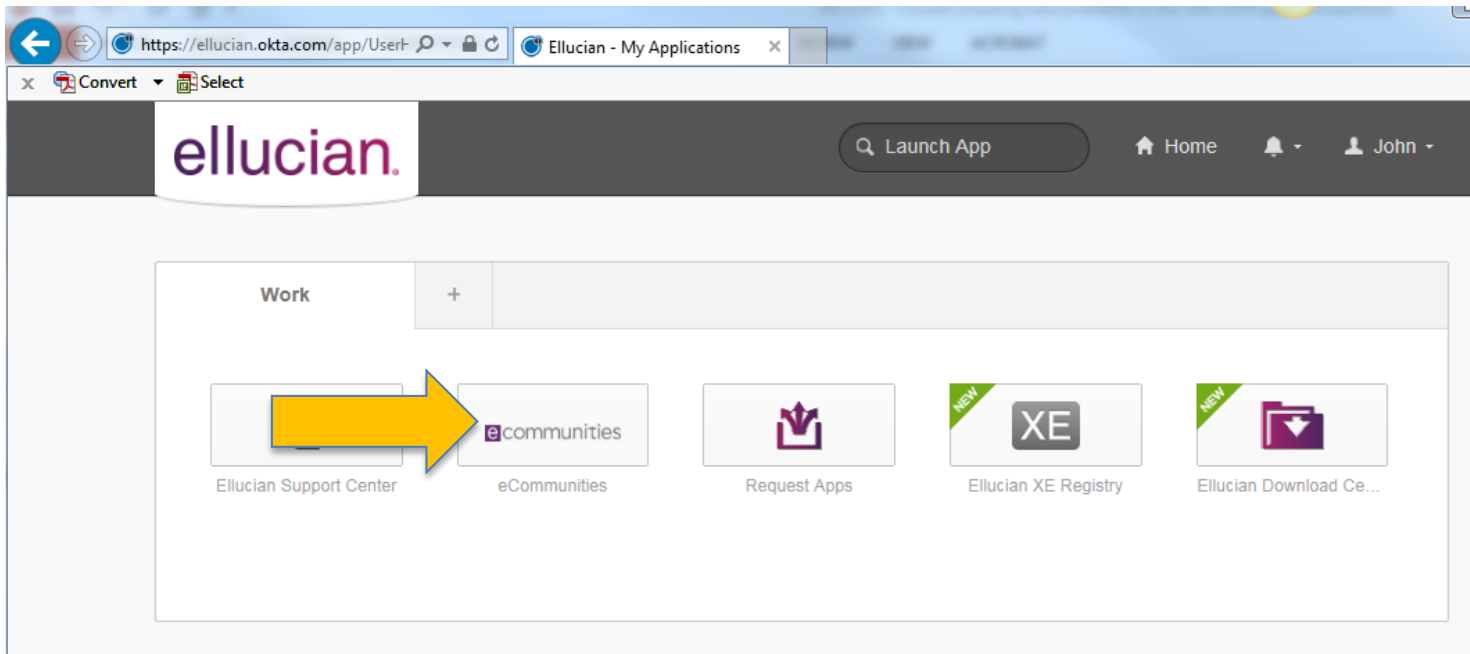 https://ellucian.okta.com/app/UserH
Ellucian - My Applications
x Convert Select
ellucian.
Launch App
Home
John
Work
+
ecommunities
NEW
XE
NEW
Ellucian Support Center
eCommunities
Request Apps
Ellucian XE Registry
Ellucian Download Ce...